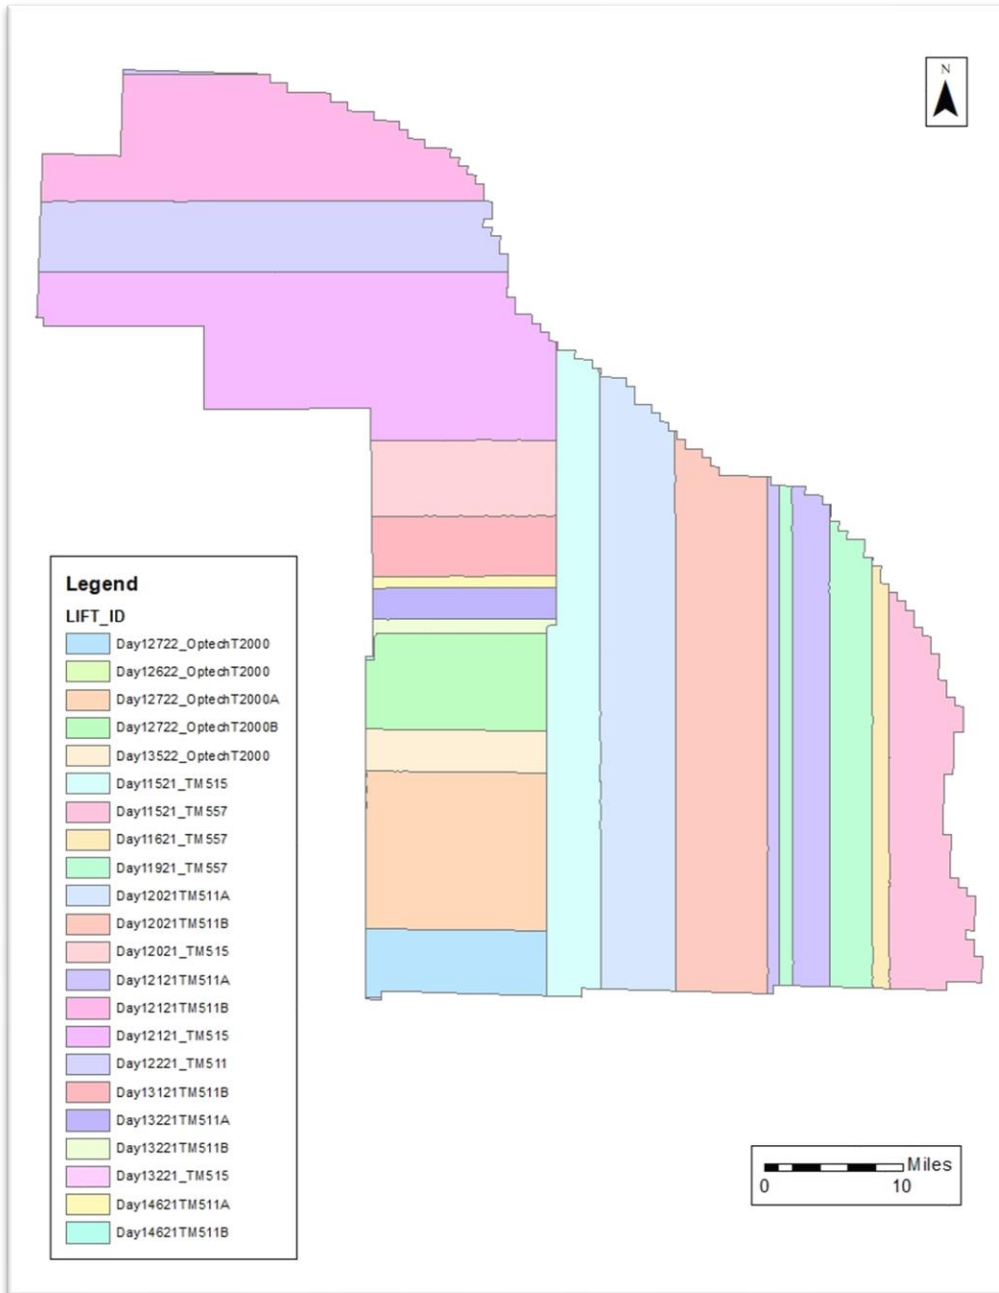 N
Legend
LIFT_ID
Day12722_OptechT2000
Day12622_OptechT2000
Day12722_OptechT2000A
Day12722_OptechT2000B
Day13522_OptechT2000
Day11521_TM515
Day11521_TM557
Day11621_TM557
Day11921_TM557
Day12021TM511A
Day12021TM511B
Day12021_TM515
Day12121TM511A
Day12121TM511B
Day12121_TM515
Day12221_TM511
Day13121TM511B
Day13221TM511A
Day13221TM511B
Day13221_TM515
Day14621TM511A
Day14621TM511B
Miles
0 10